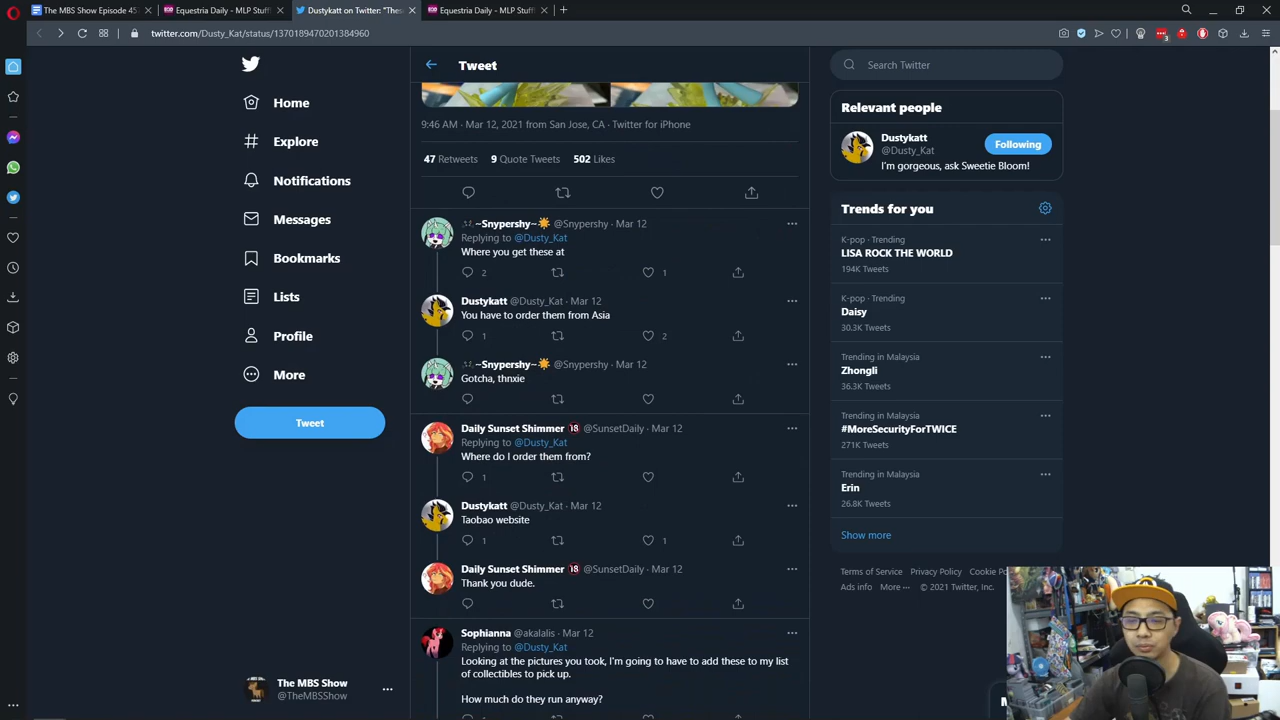 The MBS Show Episode 45
Equestria Daily - MLP Stuff!
Dustykatt on Twitter: "These
Equestria Daily - MLP Stuff!
twitter.com/Dusty_Kat/status/1370189470201384960
Home
Explore
Notifications
Messages
Bookmarks
Lists
Profile
More
Tweet
The MBS Show
@TheMBSShow
Tweet
9:46 AM · Mar 12, 2021 from San Jose, CA · Twitter for iPhone
47 Retweets 9 Quote Tweets 502 Likes
~Snypershy~ @Snypershy · Mar 12
Replying to @Dusty_Kat
Where you get these at
2 1
Dustykatt @Dusty_Kat · Mar 12
You have to order them from Asia
1 2
~Snypershy~ @Snypershy · Mar 12
Gotcha, thnxie
Daily Sunset Shimmer 🔞 @SunsetDaily · Mar 12
Replying to @Dusty_Kat
Where do I order them from?
1
Dustykatt @Dusty_Kat · Mar 12
Taobao website
1 1
Daily Sunset Shimmer 🔞 @SunsetDaily · Mar 12
Thank you dude.
Sophianna @akalalis · Mar 12
Replying to @Dusty_Kat
Looking at the pictures you took, I'm going to have to add these to my list
of collectibles to pick up.
How much do they run anyway?
Search Twitter
Relevant people
Dustykatt
@Dusty_Kat
Following
I'm gorgeous, ask Sweetie Bloom!
Trends for you
K-pop · Trending
LISA ROCK THE WORLD
194K Tweets
K-pop · Trending
Daisy
30.3K Tweets
Trending in Malaysia
Zhongli
36.3K Tweets
Trending in Malaysia
#MoreSecurityForTWICE
271K Tweets
Trending in Malaysia
Erin
26.8K Tweets
Show more
Terms of Service Privacy Policy Cookie Po
Ads info More ··· © 2021 Twitter, Inc.